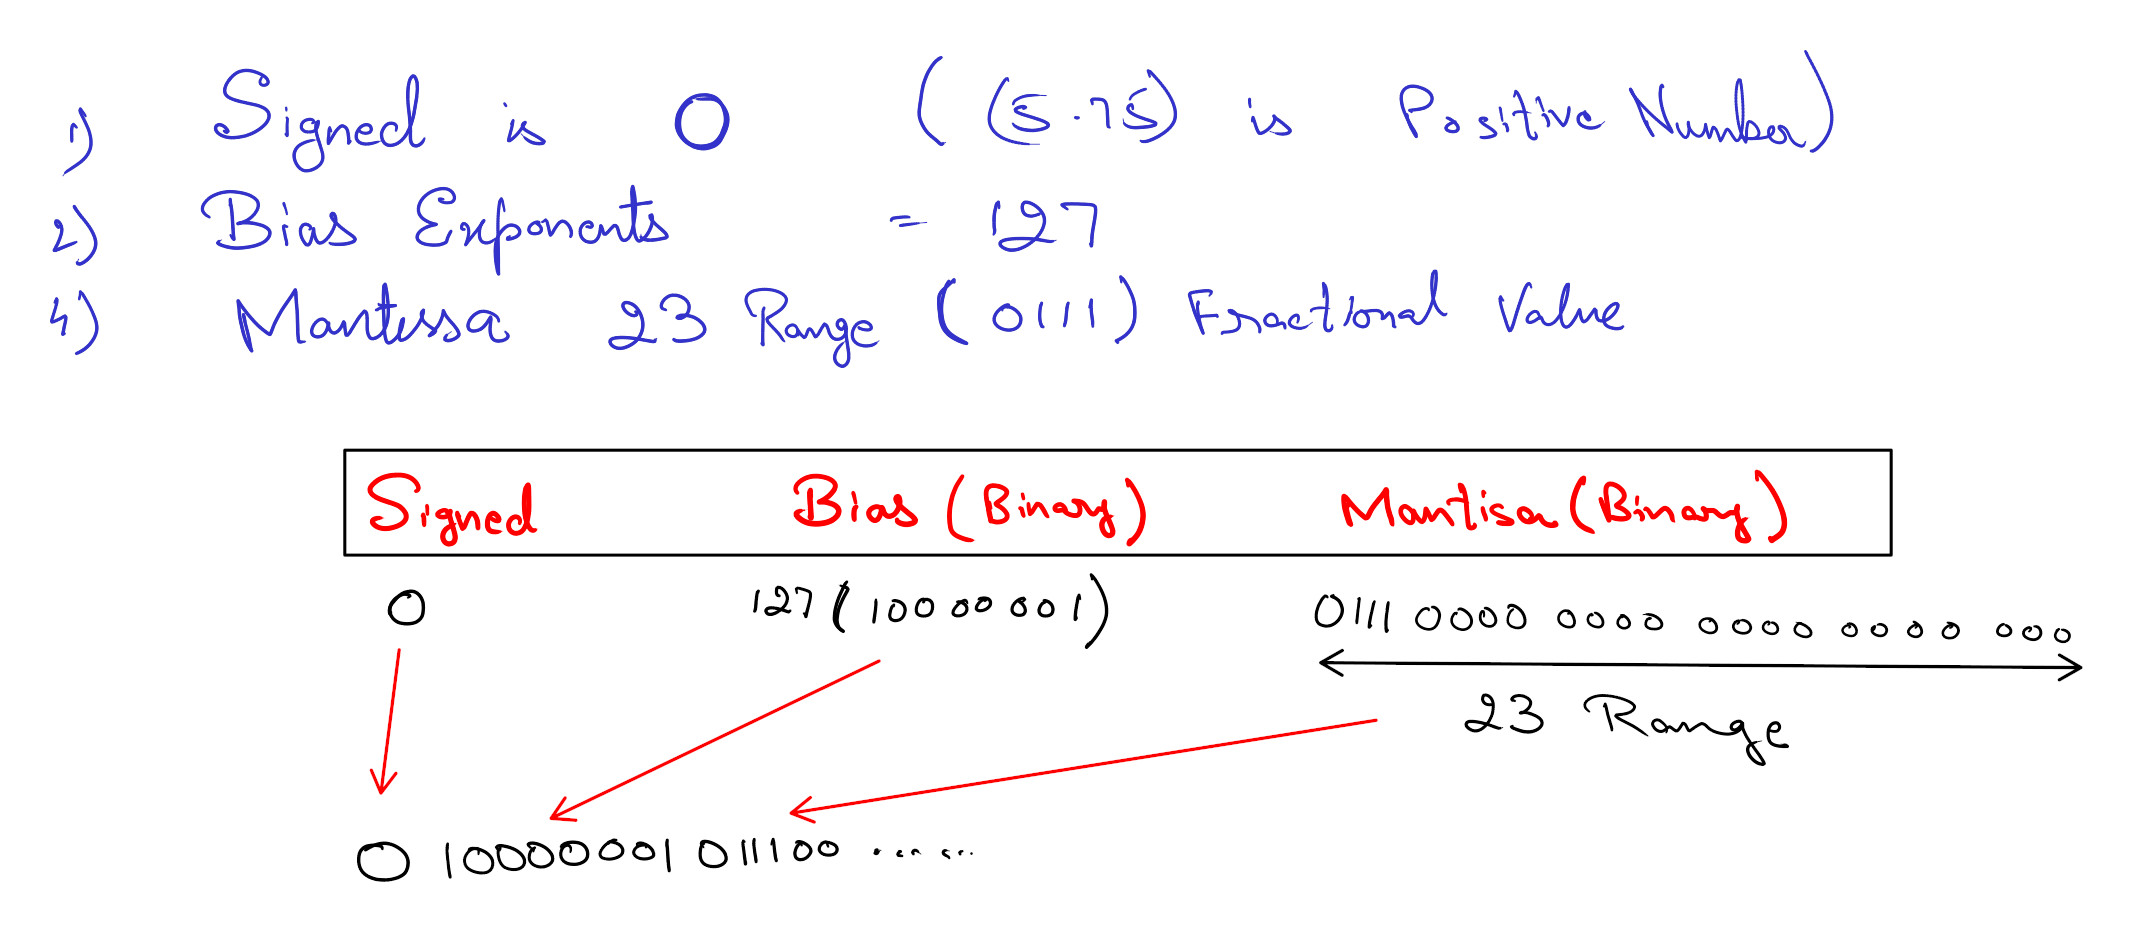 1) Signed is 0 ( (5.75) is Positive Number)
2) Bias Exponents = 127
4) Mantissa 23 Range (0111) Fractional Value
Signed Bias (Binary) Mantisa (Binary)
0 127 (10000001) 0111 0000 0000 0000 0000 000
23 Range
0 10000001 011100 ......